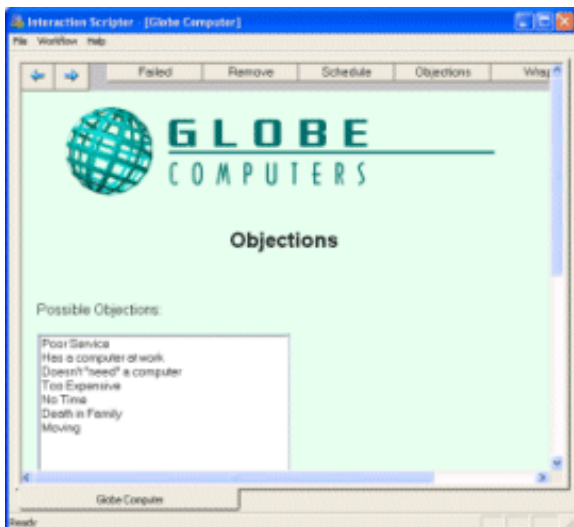 Interaction Scripter - [Globe Computer]
File Workflow Help
Failed Remove Schedule Objections Wrap
GLOBE
COMPUTERS
Objections
Possible Objections:
Poor Service
Has a computer at work
Doesn't "need" a computer
Too Expensive
No Time
Death in Family
Moving
Globe Computer
Ready